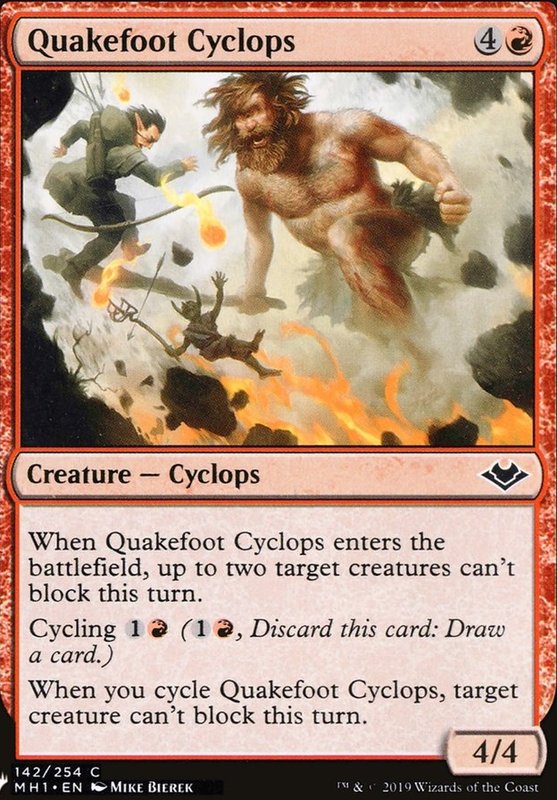 Quakefoot Cyclops 4
Creature — Cyclops
When Quakefoot Cyclops enters the
battlefield, up to two target creatures can't
block this turn.
Cycling 1 (1, Discard this card: Draw
a card.)
When you cycle Quakefoot Cyclops, target
creature can't block this turn.
4/4
142/254 C
MH1 • EN Mike Bierek
™ & © 2019 Wizards of the Coast